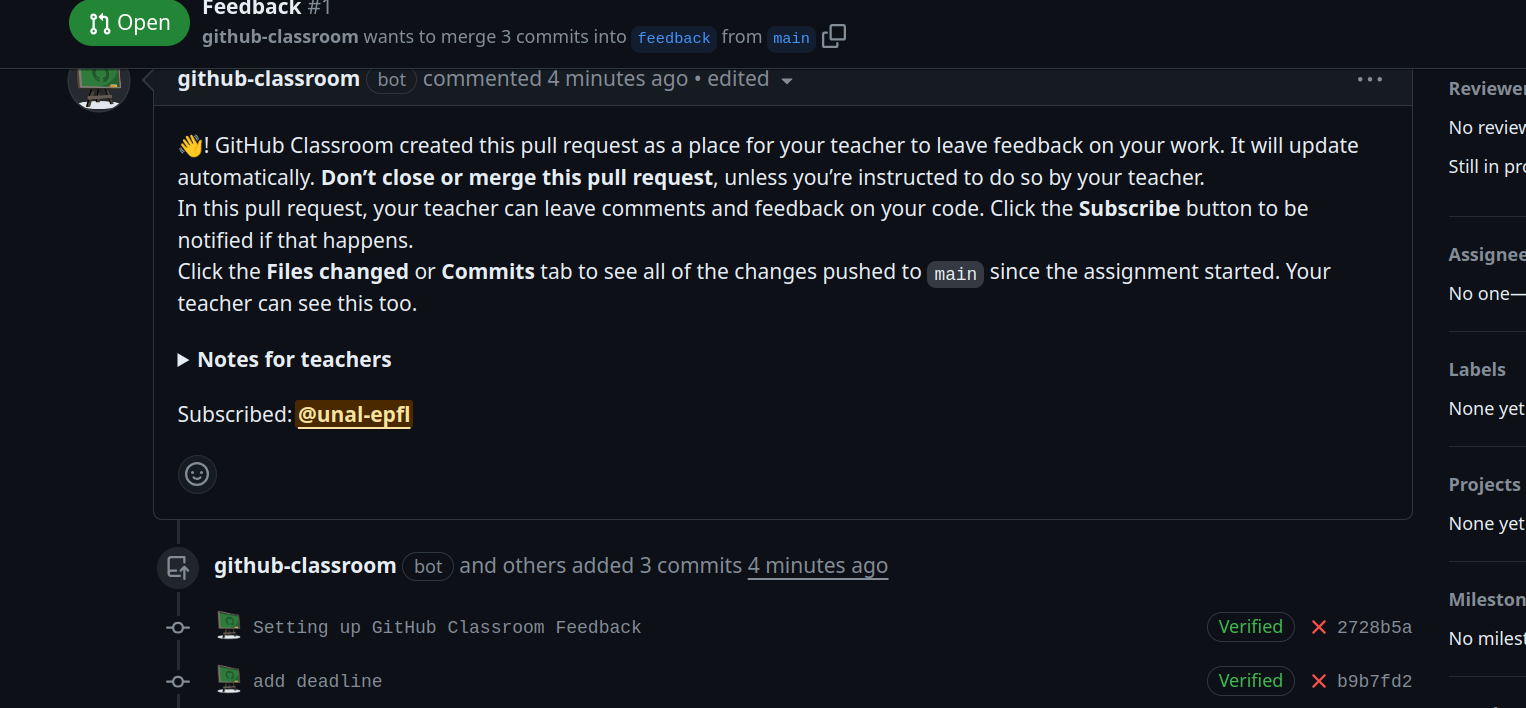 Open
Feedback #1
github-classroom wants to merge 3 commits into feedback from main
github-classroom bot commented 4 minutes ago • edited
👋! GitHub Classroom created this pull request as a place for your teacher to leave feedback on your work. It will update
automatically. Don’t close or merge this pull request, unless you’re instructed to do so by your teacher.
In this pull request, your teacher can leave comments and feedback on your code. Click the Subscribe button to be
notified if that happens.
Click the Files changed or Commits tab to see all of the changes pushed to main since the assignment started. Your
teacher can see this too.
Notes for teachers
Subscribed: @unal-epfl
github-classroom bot and others added 3 commits 4 minutes ago
Setting up GitHub Classroom Feedback Verified 2728b5a
add deadline Verified b9b7fd2
Reviewer
No review
Still in pro
Assignee
No one—
Labels
None yet
Projects
None yet
Mileston
No milest